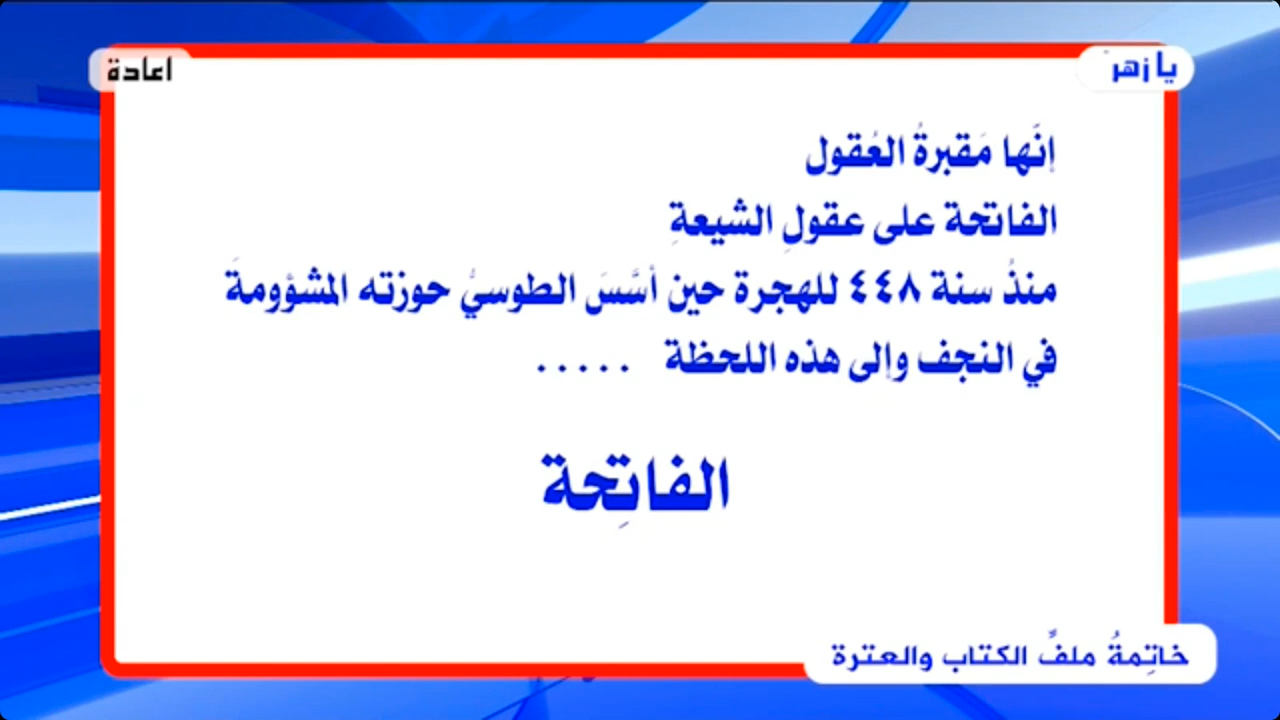 يا زهرَ
اعادة
إنَّها مَقبرةُ العُقول
الفاتحة على عقولِ الشيعةِ
منذُ سنة ٤٤٨ للهجرة حين أسَّسَ الطوسيُّ حوزته المشؤومةَ
في النجف وإلى هذه اللحظة .....
الفاتِحة
خاتِمةُ ملفِّ الكتاب والعترة